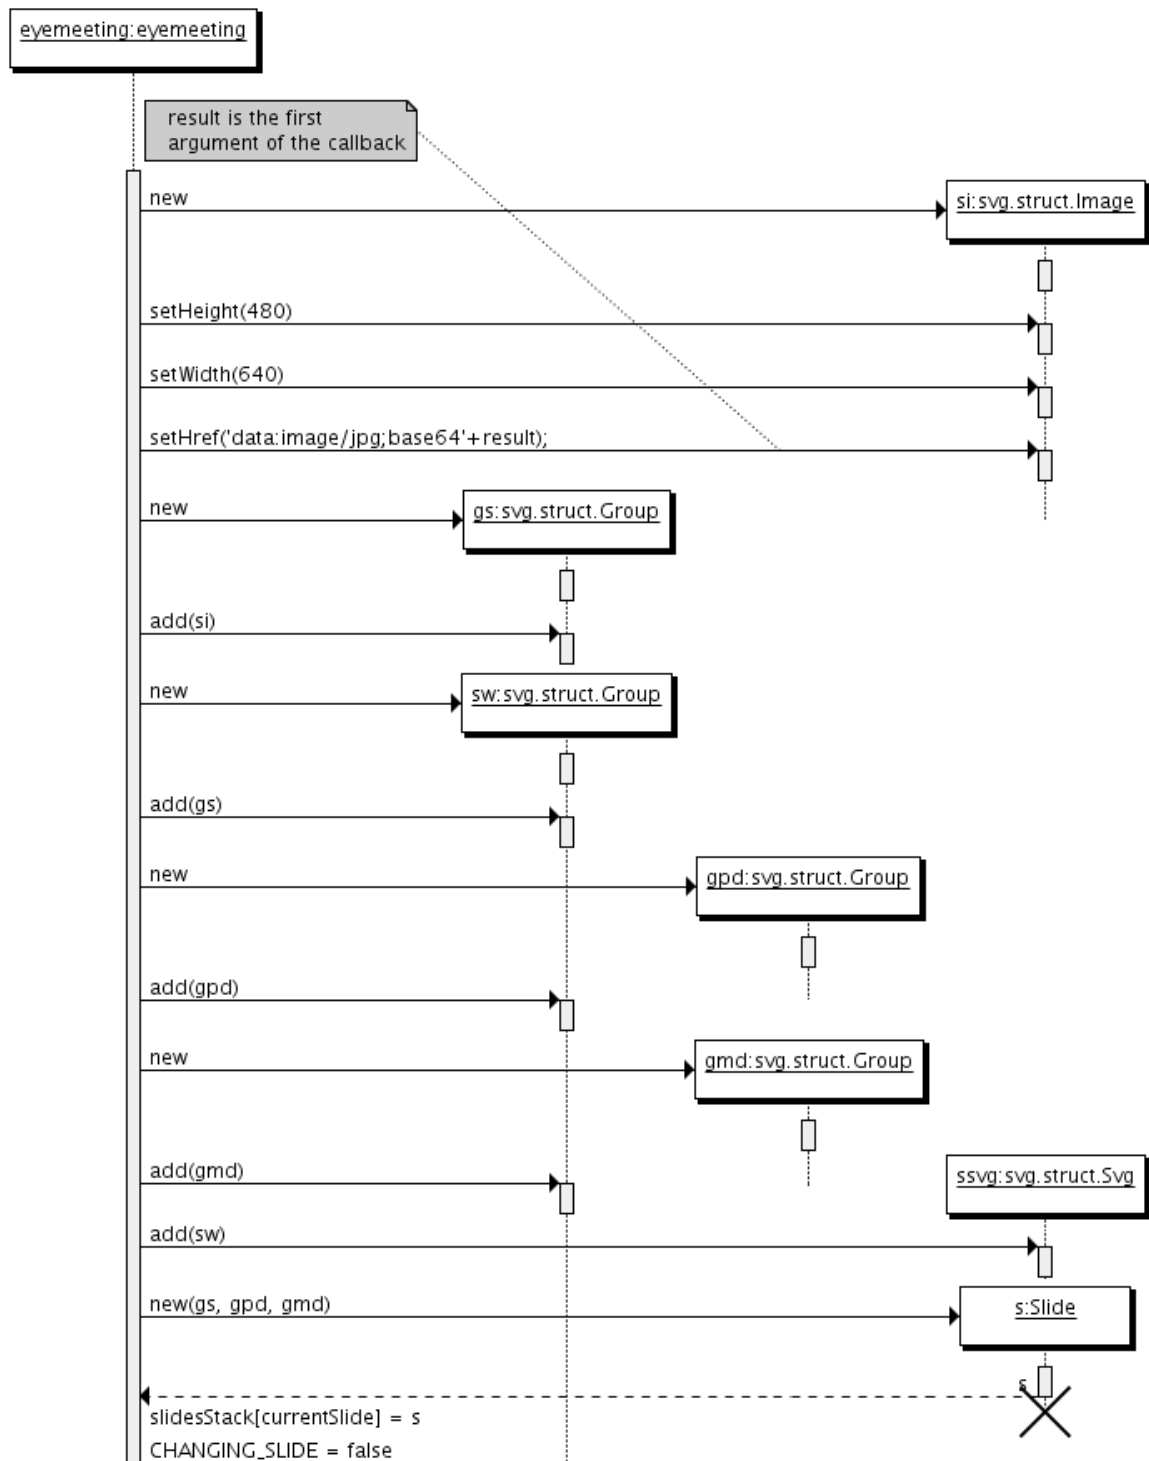 eyemeeting:eyemeeting
result is the first
argument of the callback
new
si:svg.struct.Image
setHeight(480)
setWidth(640)
setHref('data:image/jpg;base64'+result);
new
gs:svg.struct.Group
add(si)
new
sw:svg.struct.Group
add(gs)
new
gpd:svg.struct.Group
add(gpd)
new
gmd:svg.struct.Group
add(gmd)
ssvg:svg.struct.Svg
add(sw)
new(gs, gpd, gmd)
s:Slide
s
slidesStack[currentSlide] = s
CHANGING_SLIDE = false